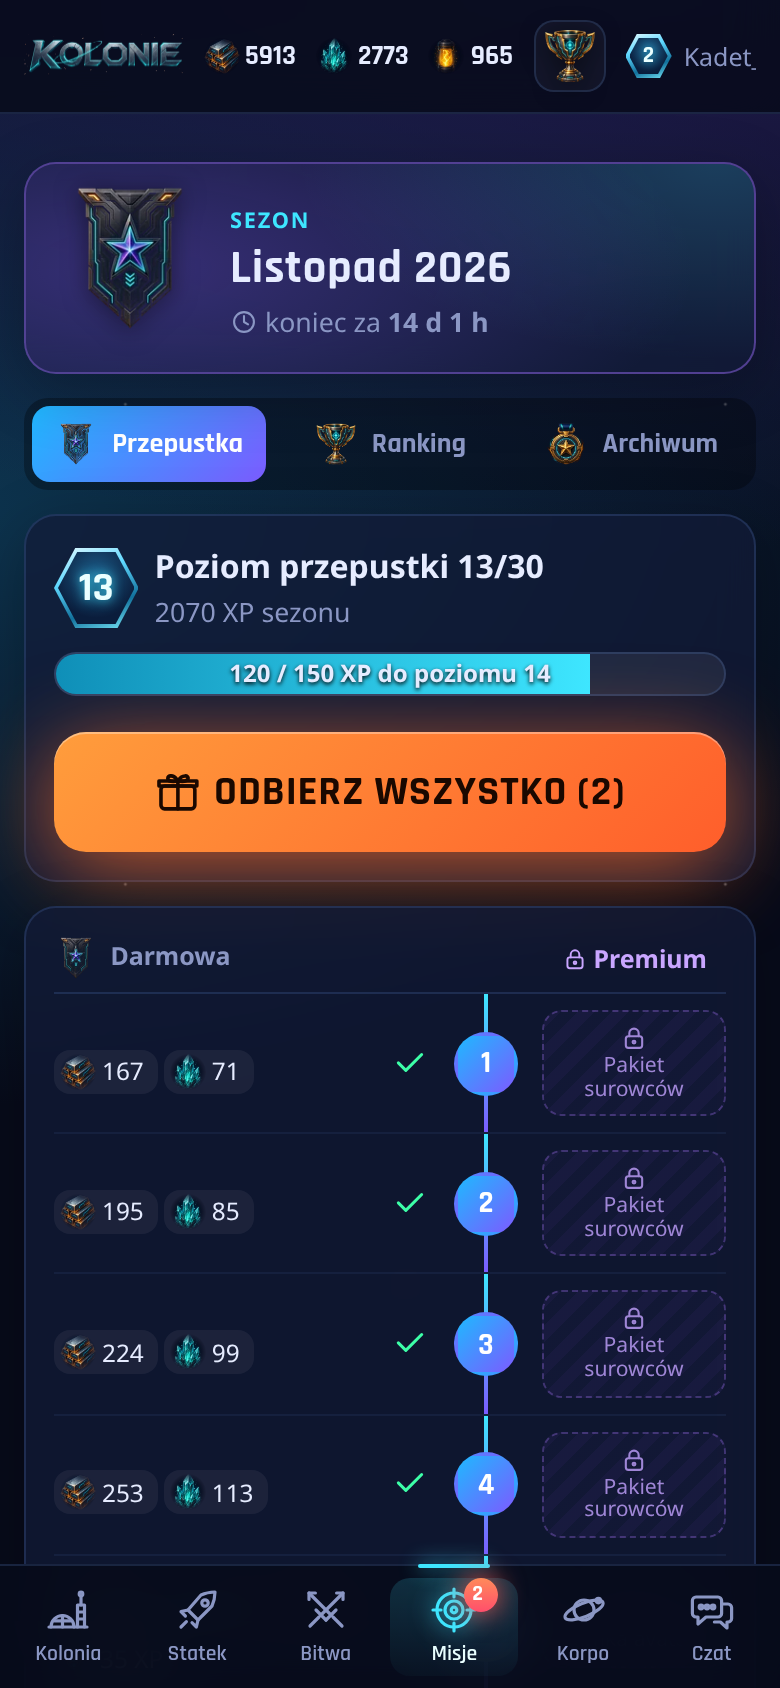 KOLONIE 5913 2773 965 2 Kadet_
SEZON
Listopad 2026
koniec za 14 d 1 h
Przepustka Ranking Archiwum
13 Poziom przepustki 13/30
2070 XP sezonu
120 / 150 XP do poziomu 14
ODBIERZ WSZYSTKO (2)
Darmowa Premium
167 71 1 Pakiet
surowców
195 85 2 Pakiet
surowców
224 99 3 Pakiet
surowców
253 113 4 Pakiet
surowców
2
Kolonia Statek Bitwa Misje Korpo Czat